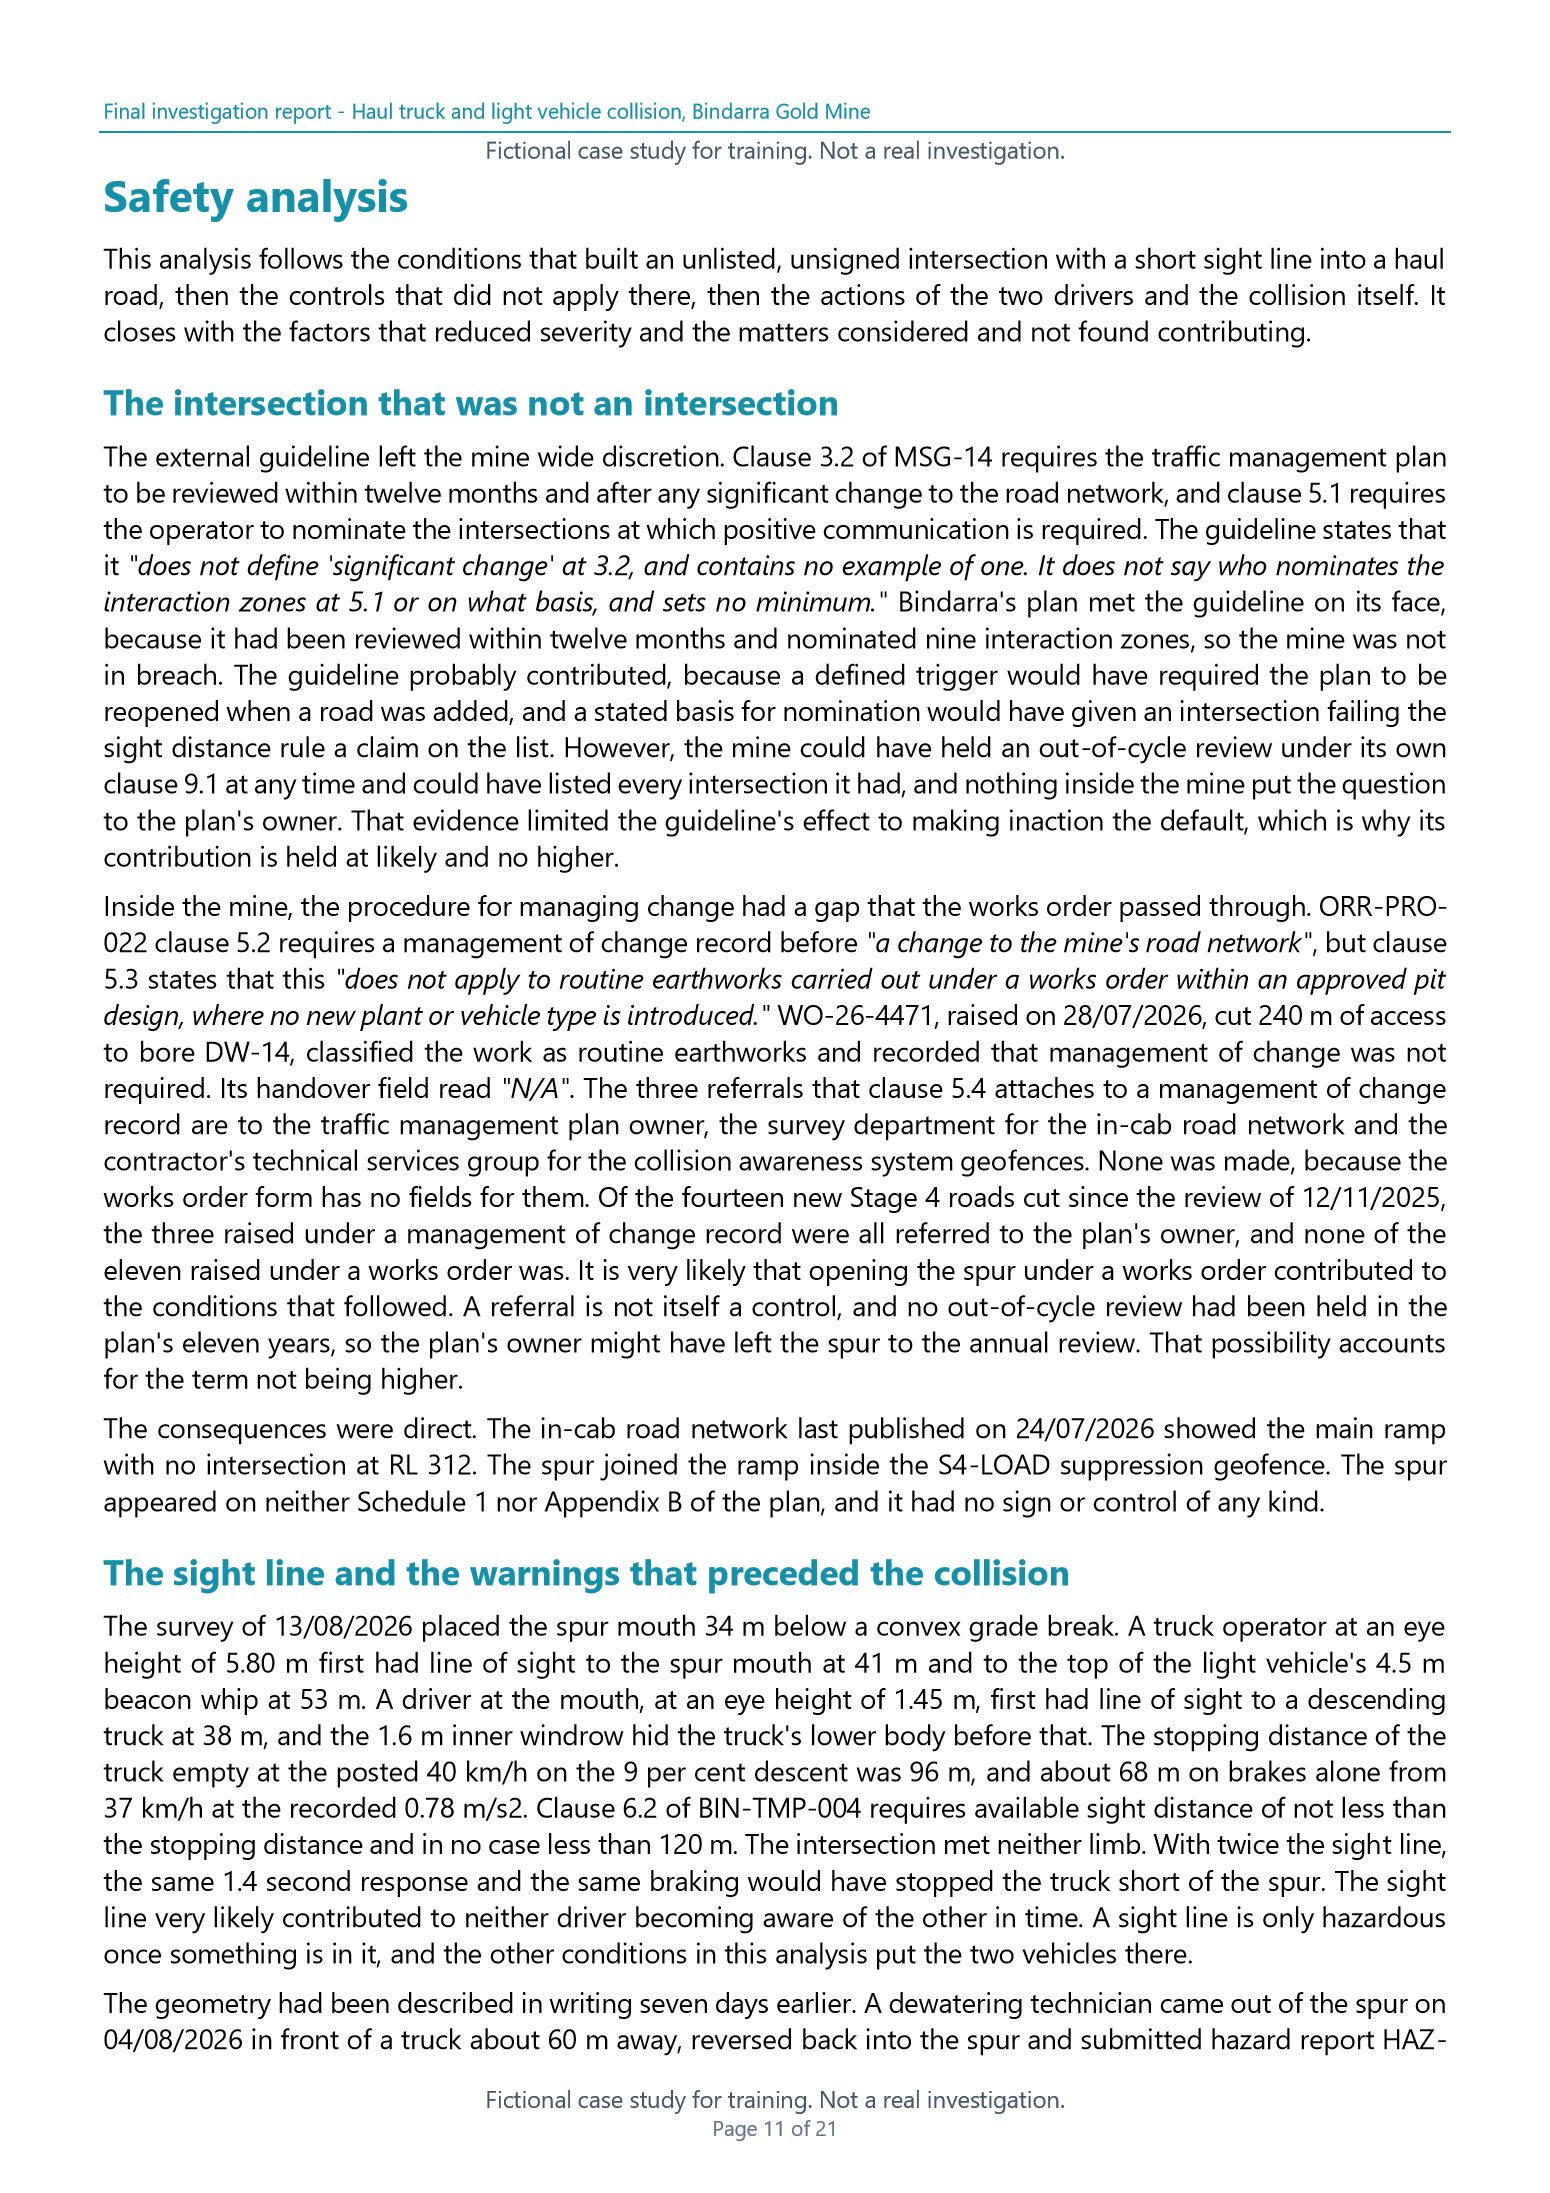 Final investigation report - Haul truck and light vehicle collision, Bindarra Gold Mine
Fictional case study for training. Not a real investigation.
Safety analysis
This analysis follows the conditions that built an unlisted, unsigned intersection with a short sight line into a haul
road, then the controls that did not apply there, then the actions of the two drivers and the collision itself. It
closes with the factors that reduced severity and the matters considered and not found contributing.
The intersection that was not an intersection
The external guideline left the mine wide discretion. Clause 3.2 of MSG-14 requires the traffic management plan
to be reviewed within twelve months and after any significant change to the road network, and clause 5.1 requires
the operator to nominate the intersections at which positive communication is required. The guideline states that
it "does not define 'significant change' at 3.2, and contains no example of one. It does not say who nominates the
interaction zones at 5.1 or on what basis, and sets no minimum." Bindarra's plan met the guideline on its face,
because it had been reviewed within twelve months and nominated nine interaction zones, so the mine was not
in breach. The guideline probably contributed, because a defined trigger would have required the plan to be
reopened when a road was added, and a stated basis for nomination would have given an intersection failing the
sight distance rule a claim on the list. However, the mine could have held an out-of-cycle review under its own
clause 9.1 at any time and could have listed every intersection it had, and nothing inside the mine put the question
to the plan's owner. That evidence limited the guideline's effect to making inaction the default, which is why its
contribution is held at likely and no higher.
Inside the mine, the procedure for managing change had a gap that the works order passed through. ORR-PRO-
022 clause 5.2 requires a management of change record before "a change to the mine's road network", but clause
5.3 states that this "does not apply to routine earthworks carried out under a works order within an approved pit
design, where no new plant or vehicle type is introduced." WO-26-4471, raised on 28/07/2026, cut 240 m of access
to bore DW-14, classified the work as routine earthworks and recorded that management of change was not
required. Its handover field read "N/A". The three referrals that clause 5.4 attaches to a management of change
record are to the traffic management plan owner, the survey department for the in-cab road network and the
contractor's technical services group for the collision awareness system geofences. None was made, because the
works order form has no fields for them. Of the fourteen new Stage 4 roads cut since the review of 12/11/2025,
the three raised under a management of change record were all referred to the plan's owner, and none of the
eleven raised under a works order was. It is very likely that opening the spur under a works order contributed to
the conditions that followed. A referral is not itself a control, and no out-of-cycle review had been held in the
plan's eleven years, so the plan's owner might have left the spur to the annual review. That possibility accounts
for the term not being higher.
The consequences were direct. The in-cab road network last published on 24/07/2026 showed the main ramp
with no intersection at RL 312. The spur joined the ramp inside the S4-LOAD suppression geofence. The spur
appeared on neither Schedule 1 nor Appendix B of the plan, and it had no sign or control of any kind.
The sight line and the warnings that preceded the collision
The survey of 13/08/2026 placed the spur mouth 34 m below a convex grade break. A truck operator at an eye
height of 5.80 m first had line of sight to the spur mouth at 41 m and to the top of the light vehicle's 4.5 m
beacon whip at 53 m. A driver at the mouth, at an eye height of 1.45 m, first had line of sight to a descending
truck at 38 m, and the 1.6 m inner windrow hid the truck's lower body before that. The stopping distance of the
truck empty at the posted 40 km/h on the 9 per cent descent was 96 m, and about 68 m on brakes alone from
37 km/h at the recorded 0.78 m/s2. Clause 6.2 of BIN-TMP-004 requires available sight distance of not less than
the stopping distance and in no case less than 120 m. The intersection met neither limb. With twice the sight line,
the same 1.4 second response and the same braking would have stopped the truck short of the spur. The sight
line very likely contributed to neither driver becoming aware of the other in time. A sight line is only hazardous
once something is in it, and the other conditions in this analysis put the two vehicles there.
The geometry had been described in writing seven days earlier. A dewatering technician came out of the spur on
04/08/2026 in front of a truck about 60 m away, reversed back into the spur and submitted hazard report HAZ-
Fictional case study for training. Not a real investigation.
Page 11 of 21